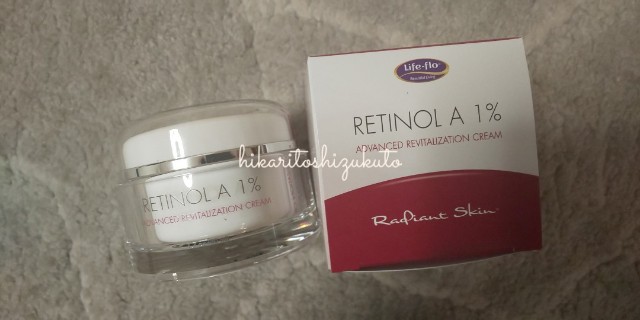 RETINOL A 1%
ADVANCED REVITALIZATION CREAM
Life-flo
RETINOL A 1%
ADVANCED REVITALIZATION CREAM
Radiant Skin
hikaritoshizukuto